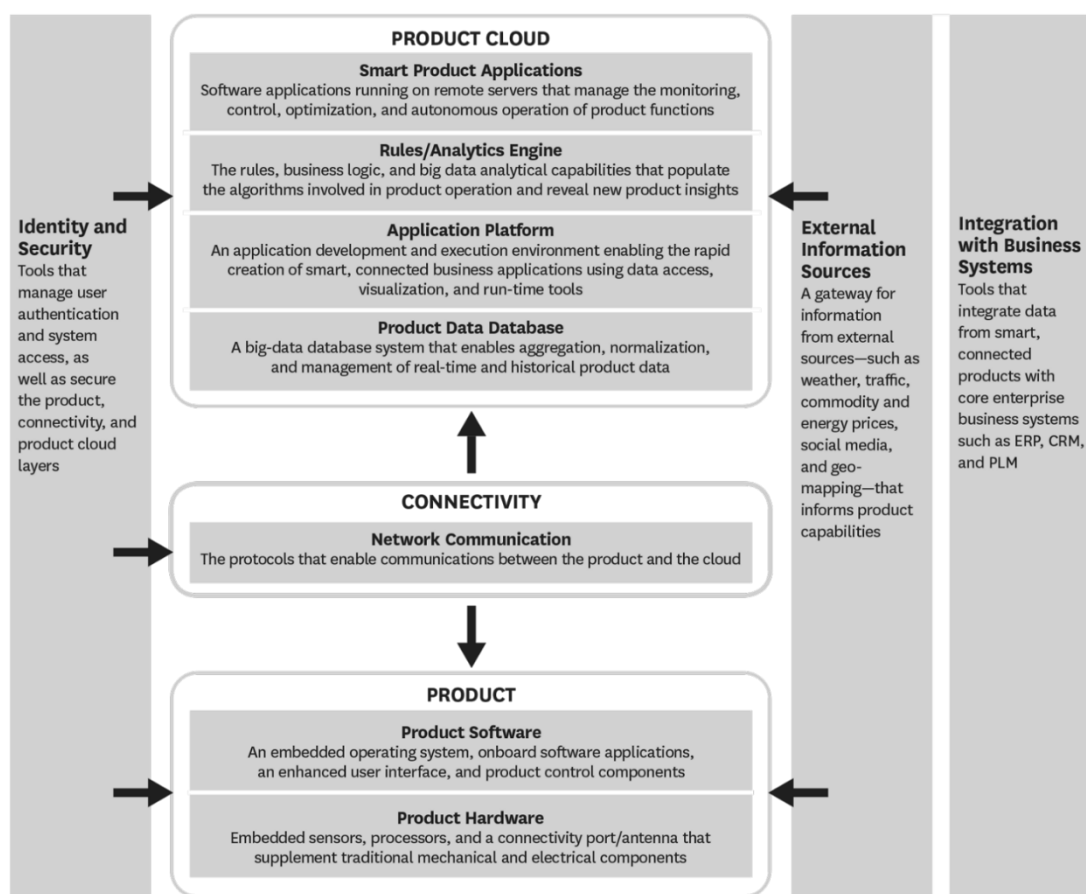 PRODUCT CLOUD
Smart Product Applications
Software applications running on remote servers that manage the monitoring,
control, optimization, and autonomous operation of product functions
Rules/Analytics Engine
The rules, business logic, and big data analytical capabilities that populate
the algorithms involved in product operation and reveal new product insights
Application Platform
An application development and execution environment enabling the rapid
creation of smart, connected business applications using data access,
visualization, and run-time tools
Product Data Database
A big-data database system that enables aggregation, normalization,
and management of real-time and historical product data
CONNECTIVITY
Network Communication
The protocols that enable communications between the product and the cloud
PRODUCT
Product Software
An embedded operating system, onboard software applications,
an enhanced user interface, and product control components
Product Hardware
Embedded sensors, processors, and a connectivity port/antenna that
supplement traditional mechanical and electrical components
Identity and
Security
Tools that
manage user
authentication
and system
access, as
well as secure
the product,
connectivity, and
product cloud
layers
External
Information
Sources
A gateway for
information
from external
sources—such as
weather, traffic,
commodity and
energy prices,
social media,
and geo-
mapping—that
informs product
capabilities
Integration
with Business
Systems
Tools that
integrate data
from smart,
connected
products with
core enterprise
business systems
such as ERP, CRM,
and PLM